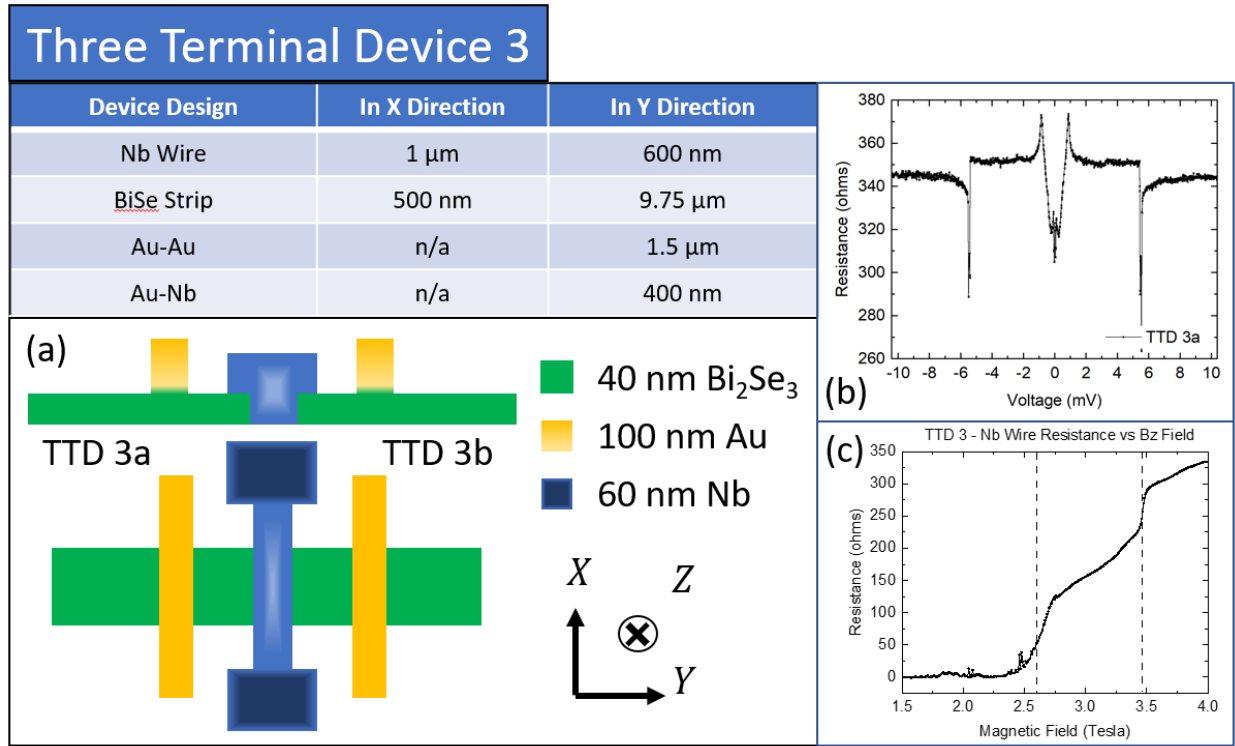 Three Terminal Device 3
Device Design In X Direction In Y Direction
Nb Wire 1 µm 600 nm
BiSe Strip 500 nm 9.75 µm
Au-Au n/a 1.5 µm
Au-Nb n/a 400 nm
(a)
TTD 3a TTD 3b
40 nm Bi₂Se₃
100 nm Au
60 nm Nb
X
Z
Y
380
360
340
320
300
280
260
Resistance (ohms)
TTD 3a
-10 -8 -6 -4 -2 0 2 4 6 8 10
Voltage (mV)
(b)
TTD 3 - Nb Wire Resistance vs Bz Field
(c)
350
300
250
200
150
100
50
0
Resistance (ohms)
1.5 2.0 2.5 3.0 3.5 4.0
Magnetic Field (Tesla)